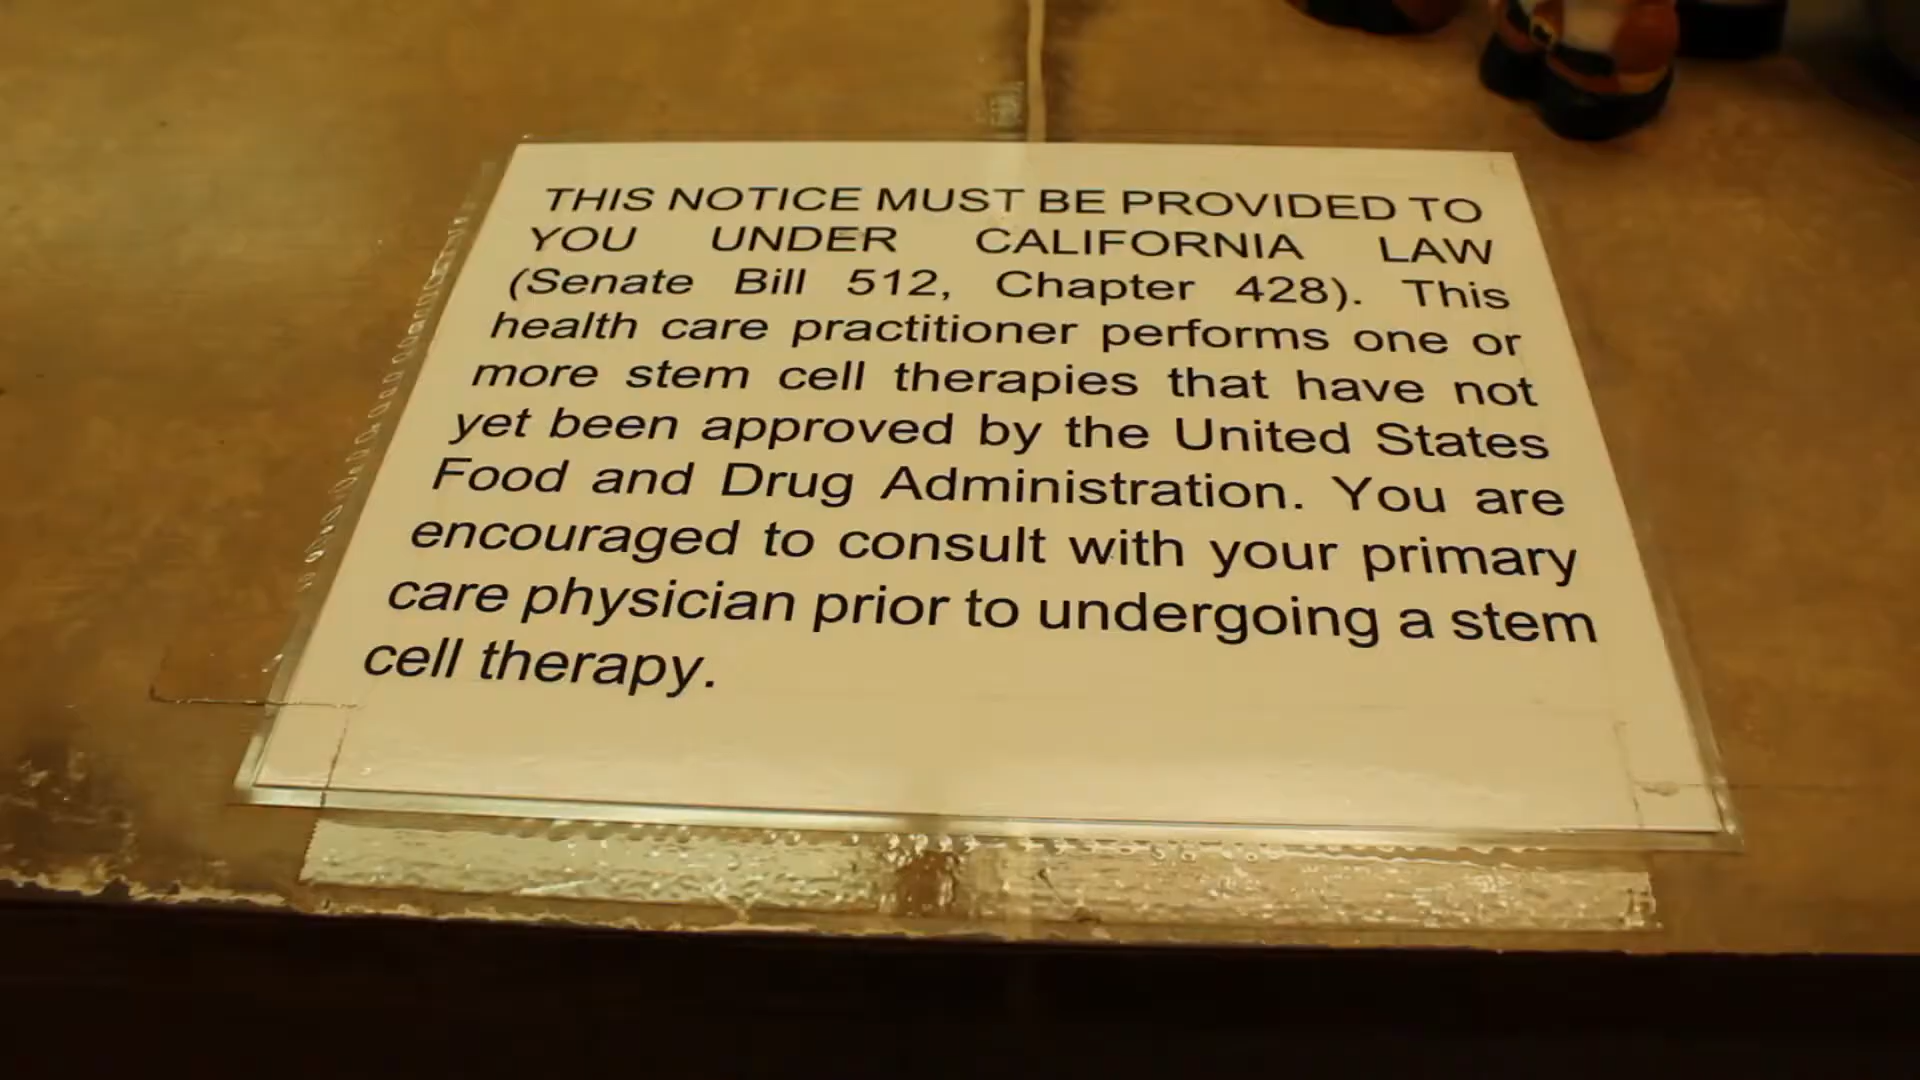 THIS NOTICE MUST BE PROVIDED TO
YOU UNDER CALIFORNIA LAW
(Senate Bill 512, Chapter 428). This
health care practitioner performs one or
more stem cell therapies that have not
yet been approved by the United States
Food and Drug Administration. You are
encouraged to consult with your primary
care physician prior to undergoing a stem
cell therapy.